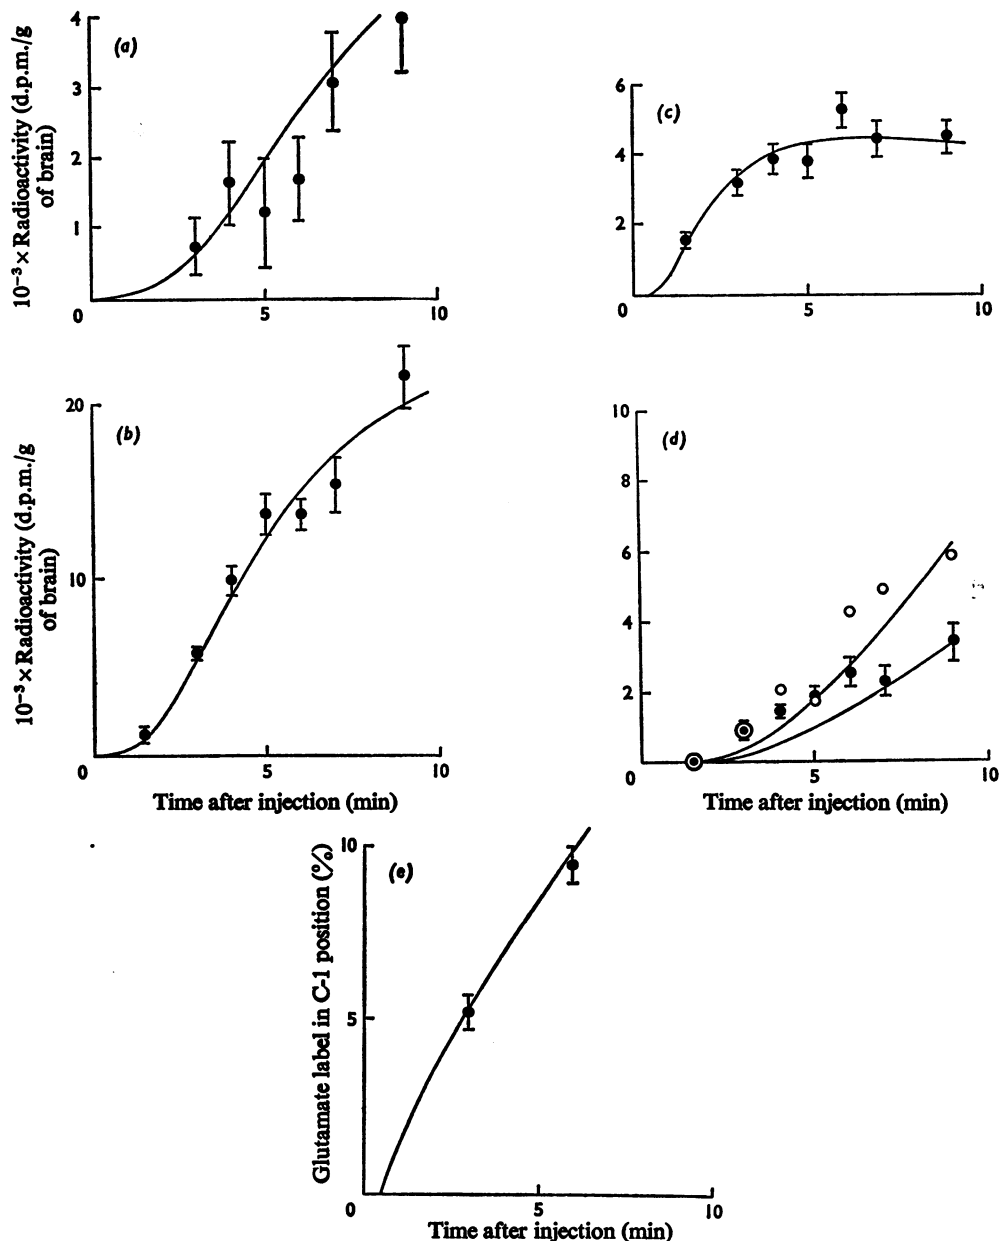 (a)
10⁻³ × Radioactivity (d.p.m./g
of brain)
4
3
2
1
0
5
10
(c)
6
4
2
0
5
10
(b)
10⁻³ × Radioactivity (d.p.m./g
of brain)
20
10
0
5
10
Time after injection (min)
(d)
10
8
6
4
2
0
5
10
Time after injection (min)
(e)
Glutamate label in C-1 position (%)
10
5
0
5
10
Time after injection (min)